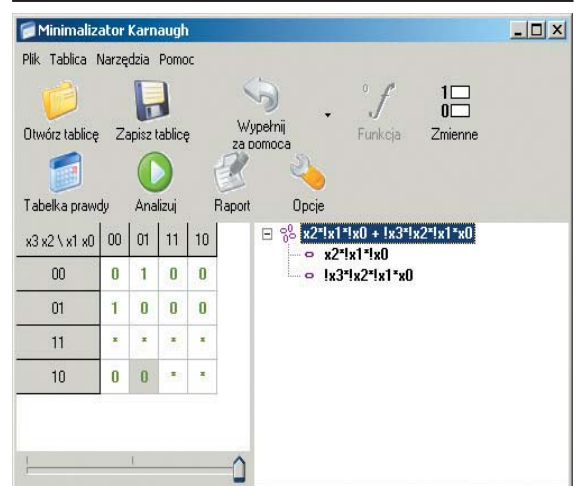 Minimalizator Karnaugh
Plik Tablica Narzędzia Pomoc
Otwórz tablicę Zapisz tablicę Wypełnij za pomoca Funkcja Zmienne
Tabelka prawdy Analizuj Raport Opcje
x3 x2 \ x1 x0 00 01 11 10
00 0 1 0 0
01 1 0 0 0
11 * * * *
10 0 0 * *
x2*!x1*!x0 + !x3*!x2*!x1*x0
x2*!x1*!x0
!x3*!x2*!x1*x0